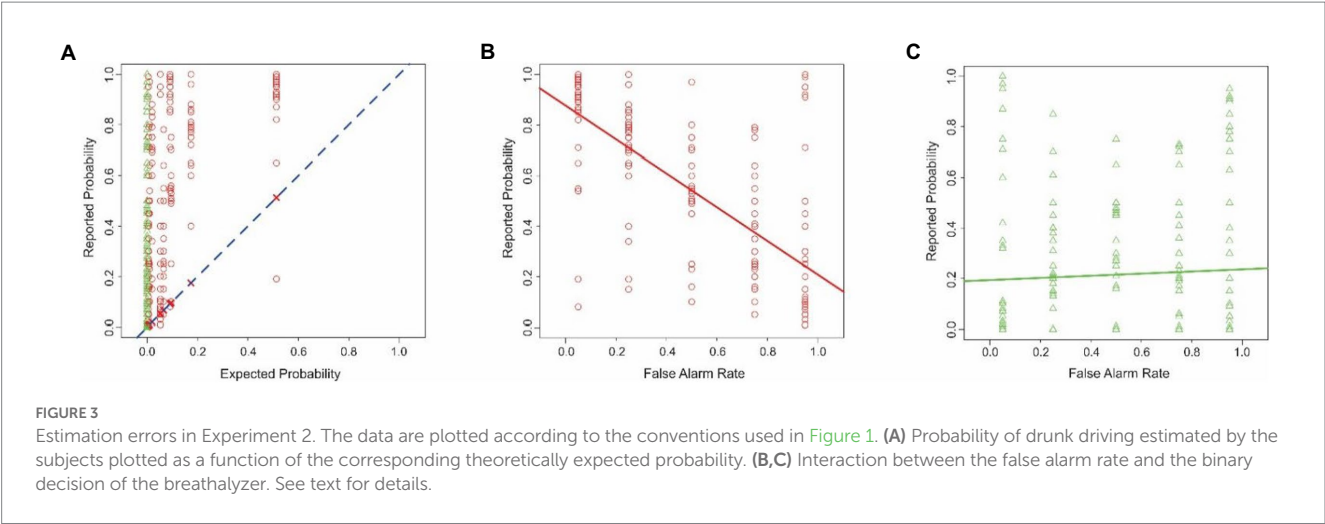 A
B
C
Reported Probability
0.0 0.2 0.4 0.6 0.8 1.0
0.0 0.2 0.4 0.6 0.8 1.0
Expected Probability
Reported Probability
0.0 0.2 0.4 0.6 0.8 1.0
0.0 0.2 0.4 0.6 0.8 1.0
False Alarm Rate
Reported Probability
0.0 0.2 0.4 0.6 0.8 1.0
0.0 0.2 0.4 0.6 0.8 1.0
False Alarm Rate
FIGURE 3
Estimation errors in Experiment 2. The data are plotted according to the conventions used in Figure 1. (A) Probability of drunk driving estimated by the
subjects plotted as a function of the corresponding theoretically expected probability. (B,C) Interaction between the false alarm rate and the binary
decision of the breathalyzer. See text for details.